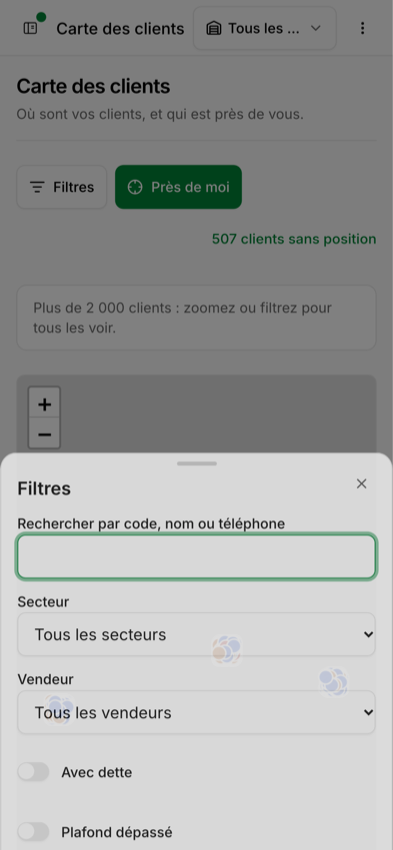 Carte des clients
Tous les ...
Carte des clients
Où sont vos clients, et qui est près de vous.
Filtres
Près de moi
507 clients sans position
Plus de 2 000 clients : zoomez ou filtrez pour
tous les voir.
+
−
Filtres
Rechercher par code, nom ou téléphone
Secteur
Tous les secteurs
Vendeur
Tous les vendeurs
Avec dette
Plafond dépassé